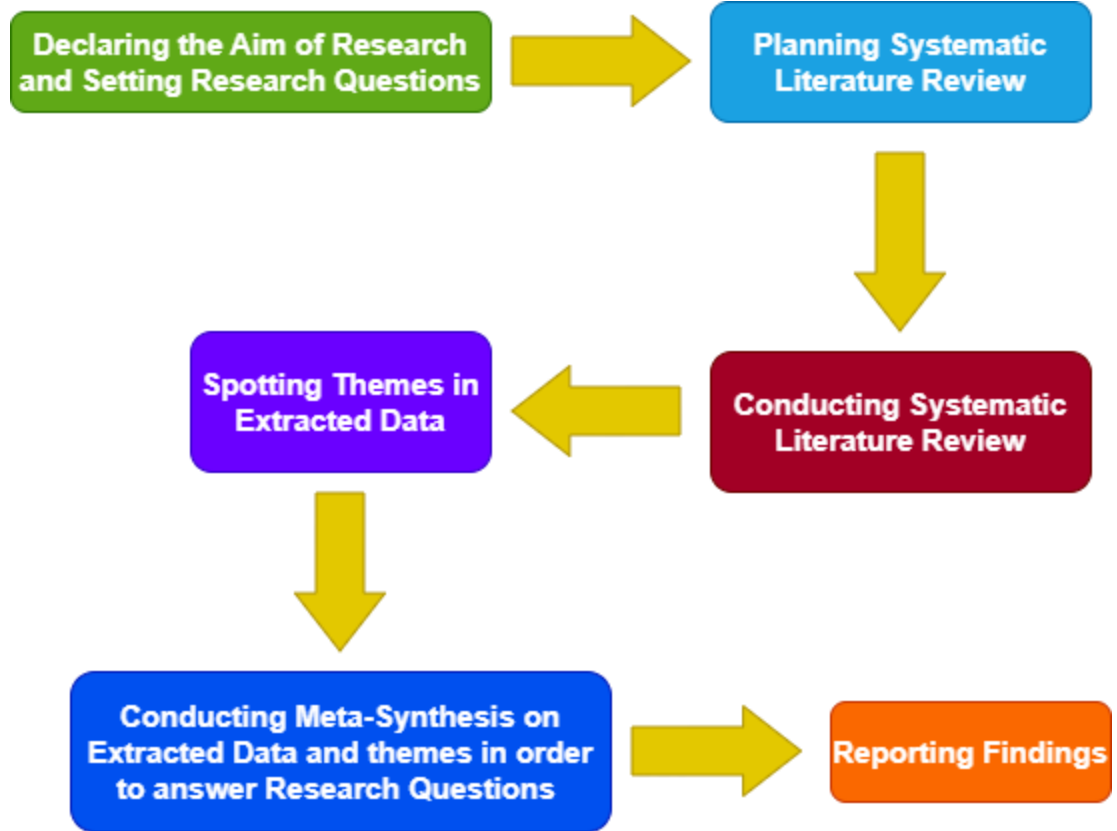 Declaring the Aim of Research
and Setting Research Questions
Planning Systematic
Literature Review
Conducting Systematic
Literature Review
Spotting Themes in
Extracted Data
Conducting Meta-Synthesis on
Extracted Data and themes in order
to answer Research Questions
Reporting Findings